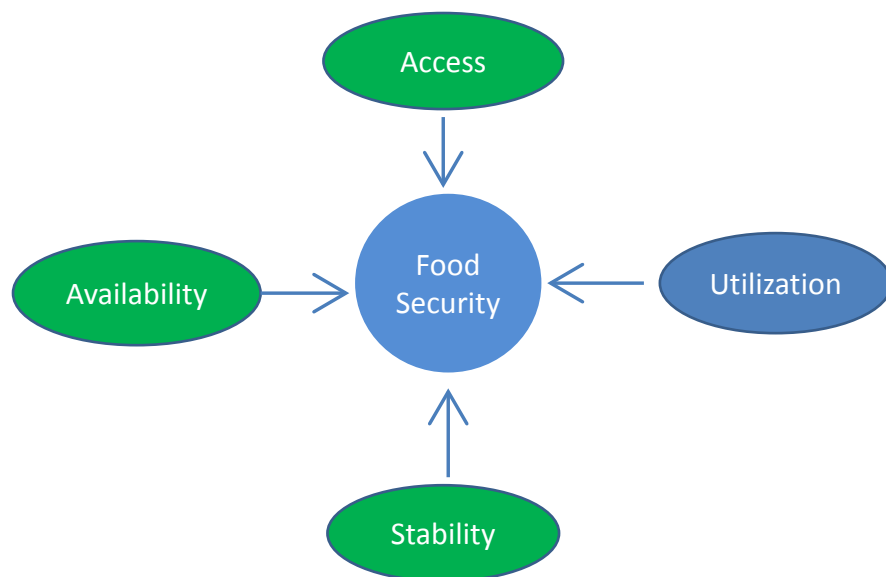 Access
Food
Security
Availability
Utilization
Stability